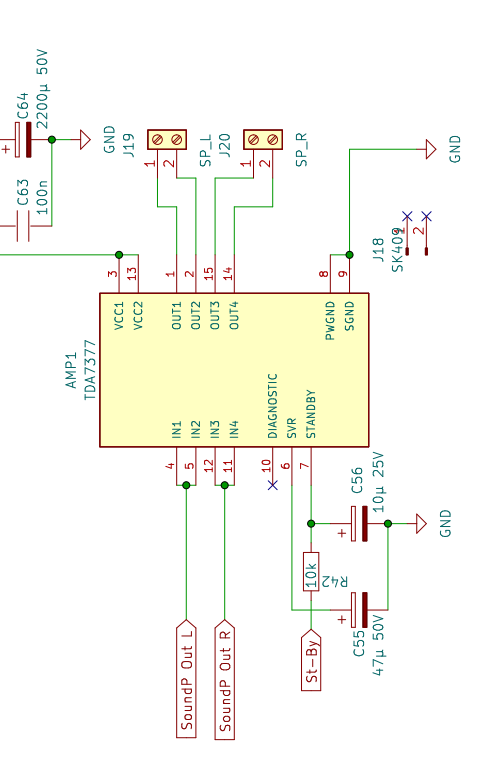 C64
2200µ 50V
GND
C63
100n
J19
SP_L
1
2
J20
SP_R
1
2
GND
J18
SK409
1
2
3
13
1
2
15
14
8
9
VCC1
VCC2
OUT1
OUT2
OUT3
OUT4
PWGND
SGND
AMP1
TDA7377
IN1
IN2
IN3
IN4
DIAGNOSTIC
SVR
STANDBY
4
5
12
11
10
6
7
C56
10µ 25V
GND
10k
R42
C55
47µ 50V
SoundP Out L
SoundP Out R
St-By